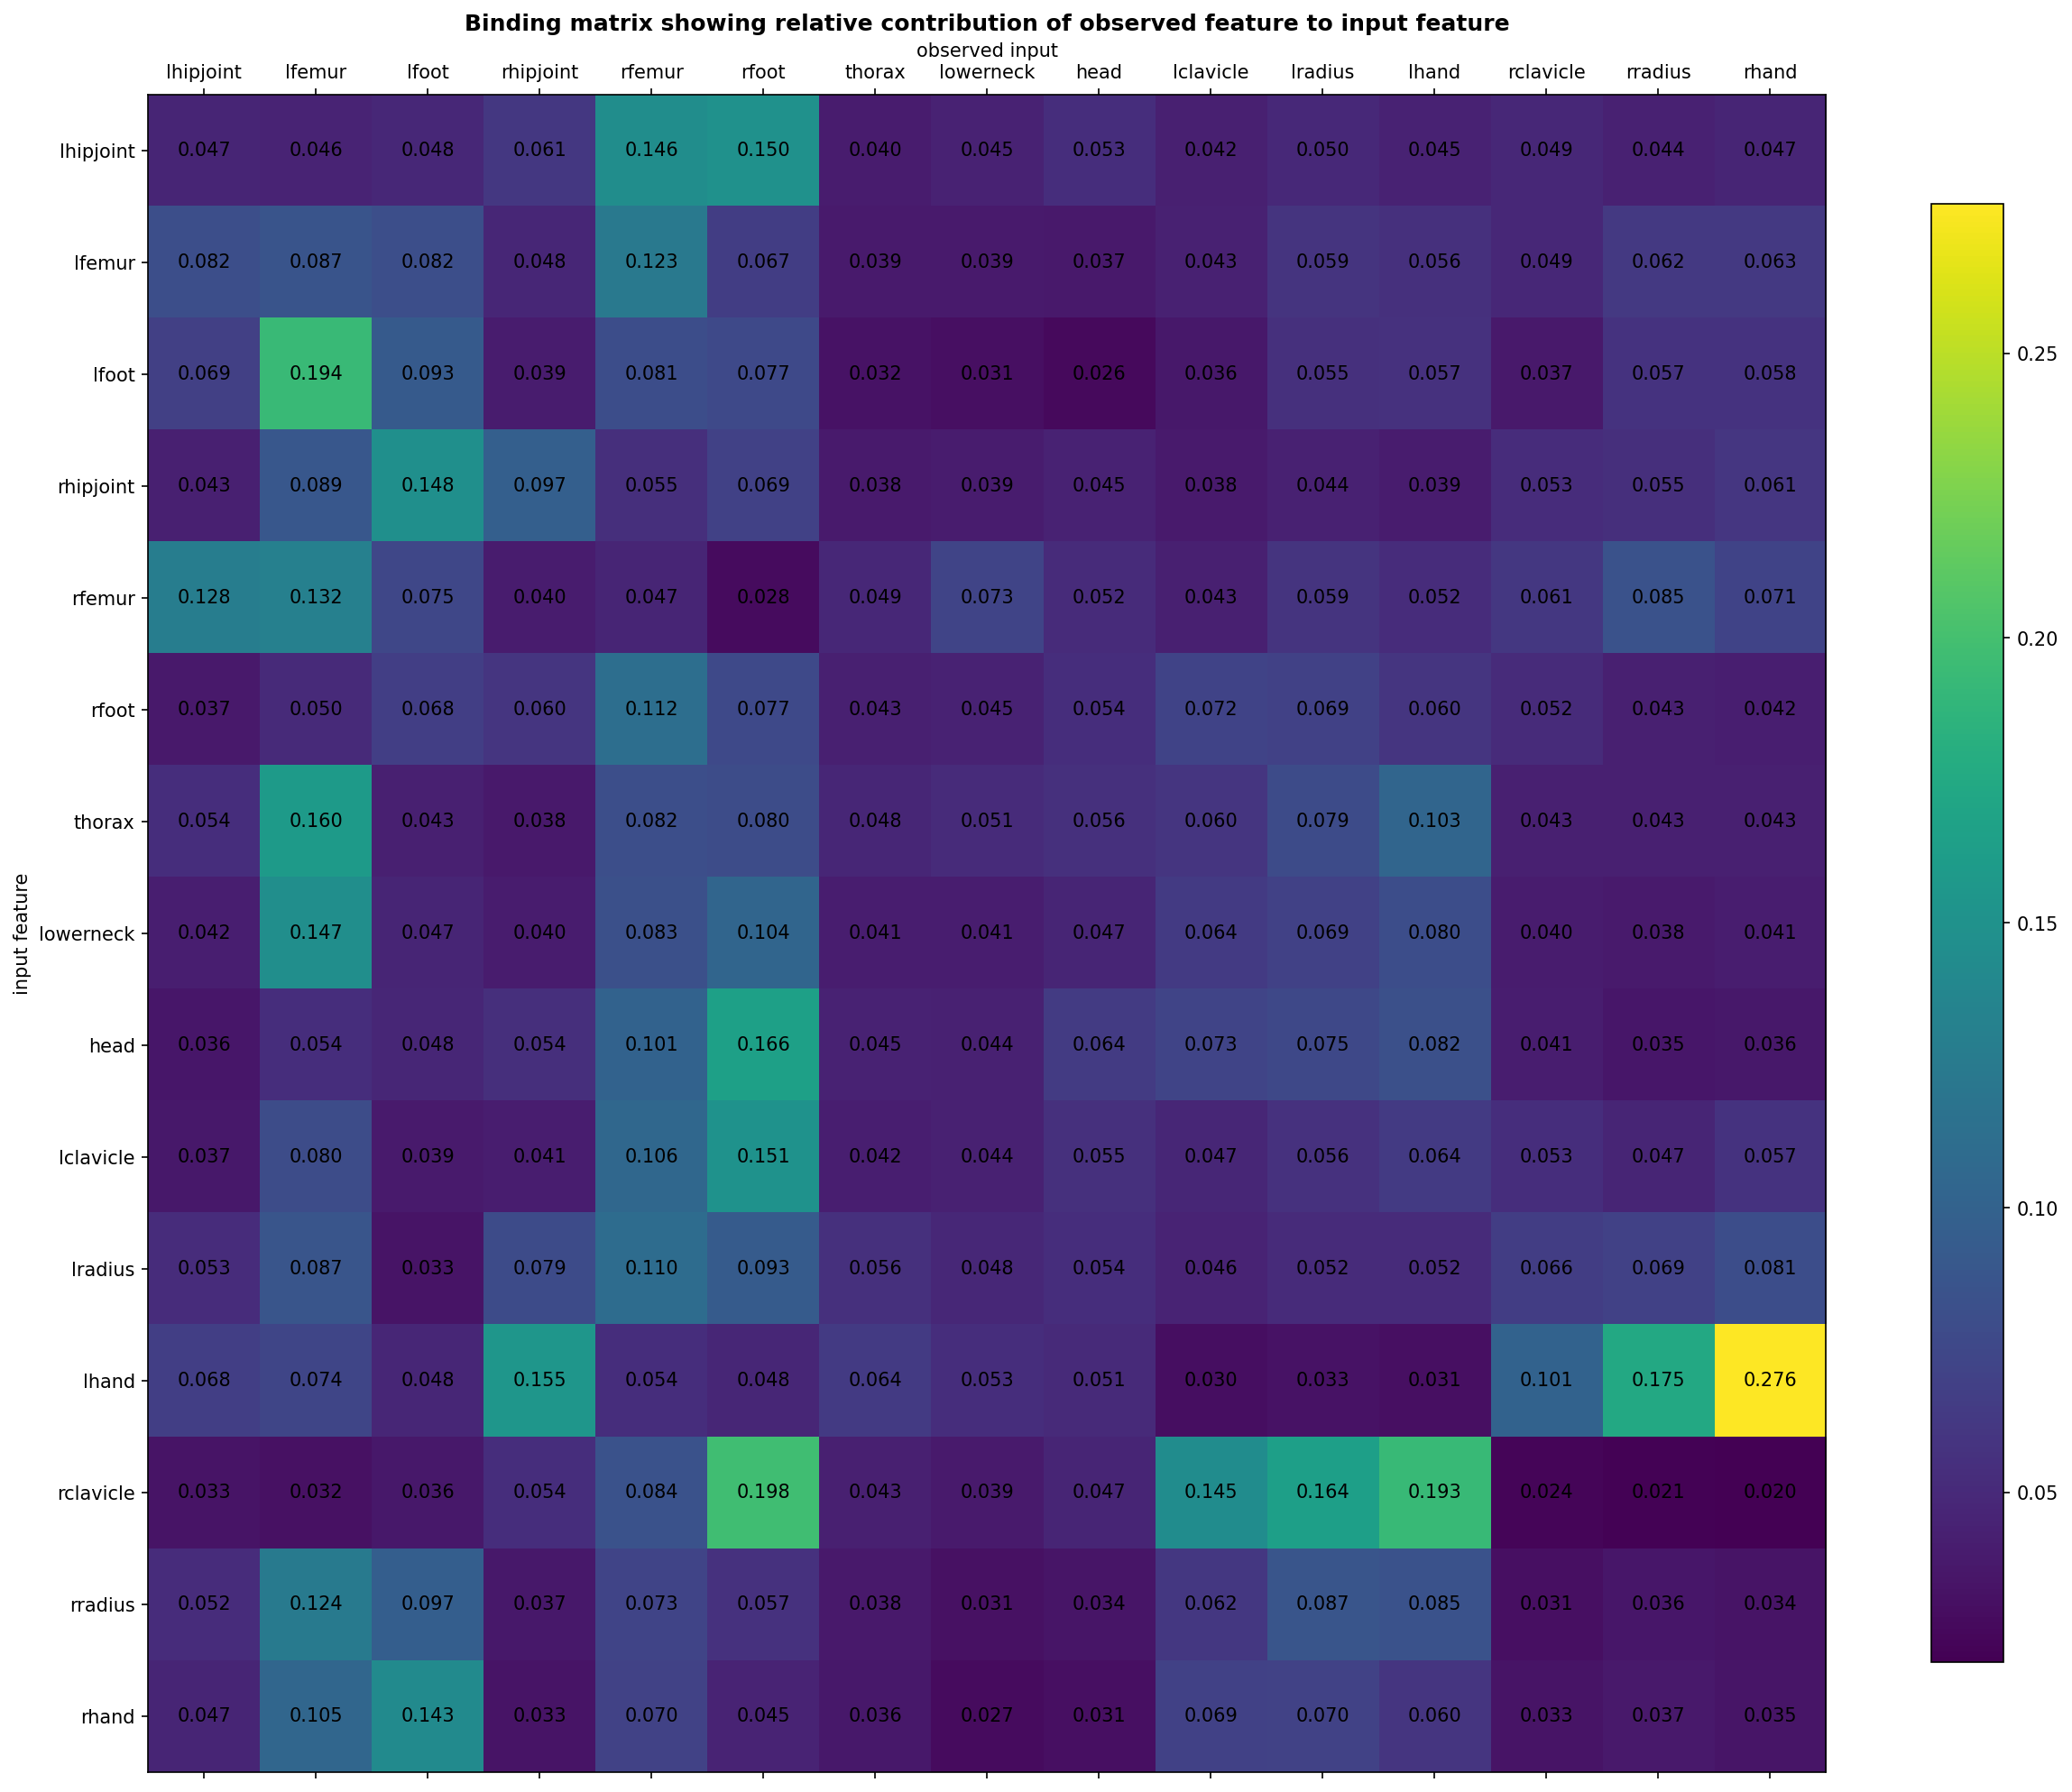 Binding matrix showing relative contribution of observed feature to input feature
observed input
lhipjoint lfemur lfoot rhipjoint rfemur rfoot thorax lowerneck head lclavicle lradius lhand rclavicle rradius rhand
lhipjoint 0.047 0.046 0.048 0.061 0.146 0.150 0.040 0.045 0.053 0.042 0.050 0.045 0.049 0.044 0.047
lfemur 0.082 0.087 0.082 0.048 0.123 0.067 0.039 0.039 0.037 0.043 0.059 0.056 0.049 0.062 0.063
lfoot 0.069 0.194 0.093 0.039 0.081 0.077 0.032 0.031 0.026 0.036 0.055 0.057 0.037 0.057 0.058
rhipjoint 0.043 0.089 0.148 0.097 0.055 0.069 0.038 0.039 0.045 0.038 0.044 0.039 0.053 0.055 0.061
rfemur 0.128 0.132 0.075 0.040 0.047 0.028 0.049 0.073 0.052 0.043 0.059 0.052 0.061 0.085 0.071
rfoot 0.037 0.050 0.068 0.060 0.112 0.077 0.043 0.045 0.054 0.072 0.069 0.060 0.052 0.043 0.042
thorax 0.054 0.160 0.043 0.038 0.082 0.080 0.048 0.051 0.056 0.060 0.079 0.103 0.043 0.043 0.043
lowerneck 0.042 0.147 0.047 0.040 0.083 0.104 0.041 0.041 0.047 0.064 0.069 0.080 0.040 0.038 0.041
head 0.036 0.054 0.048 0.054 0.101 0.166 0.045 0.044 0.064 0.073 0.075 0.082 0.041 0.035 0.036
lclavicle 0.037 0.080 0.039 0.041 0.106 0.151 0.042 0.044 0.055 0.047 0.056 0.064 0.053 0.047 0.057
lradius 0.053 0.087 0.033 0.079 0.110 0.093 0.056 0.048 0.054 0.046 0.052 0.052 0.066 0.069 0.081
lhand 0.068 0.074 0.048 0.155 0.054 0.048 0.064 0.053 0.051 0.030 0.033 0.031 0.101 0.175 0.276
rclavicle 0.033 0.032 0.036 0.054 0.084 0.198 0.043 0.039 0.047 0.145 0.164 0.193 0.024 0.021 0.020
rradius 0.052 0.124 0.097 0.037 0.073 0.057 0.038 0.031 0.034 0.062 0.087 0.085 0.031 0.036 0.034
rhand 0.047 0.105 0.143 0.033 0.070 0.045 0.036 0.027 0.031 0.069 0.070 0.060 0.033 0.037 0.035
input feature
0.25
0.20
0.15
0.10
0.05